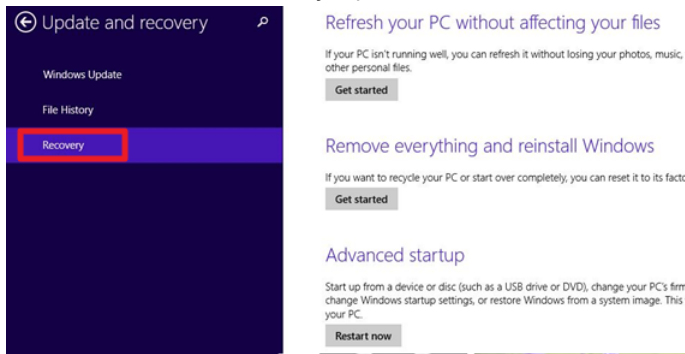 Update and recovery
Windows Update
File History
Recovery
Refresh your PC without affecting your files
If your PC isn't running well, you can refresh it without losing your photos, music,
other personal files.
Get started
Remove everything and reinstall Windows
If you want to recycle your PC or start over completely, you can reset it to its
Get started
Advanced startup
Start up from a device or disc (such as a USB drive or DVD), change your PC's
change Windows startup settings, or restore Windows from a system image. This
your PC.
Restart now